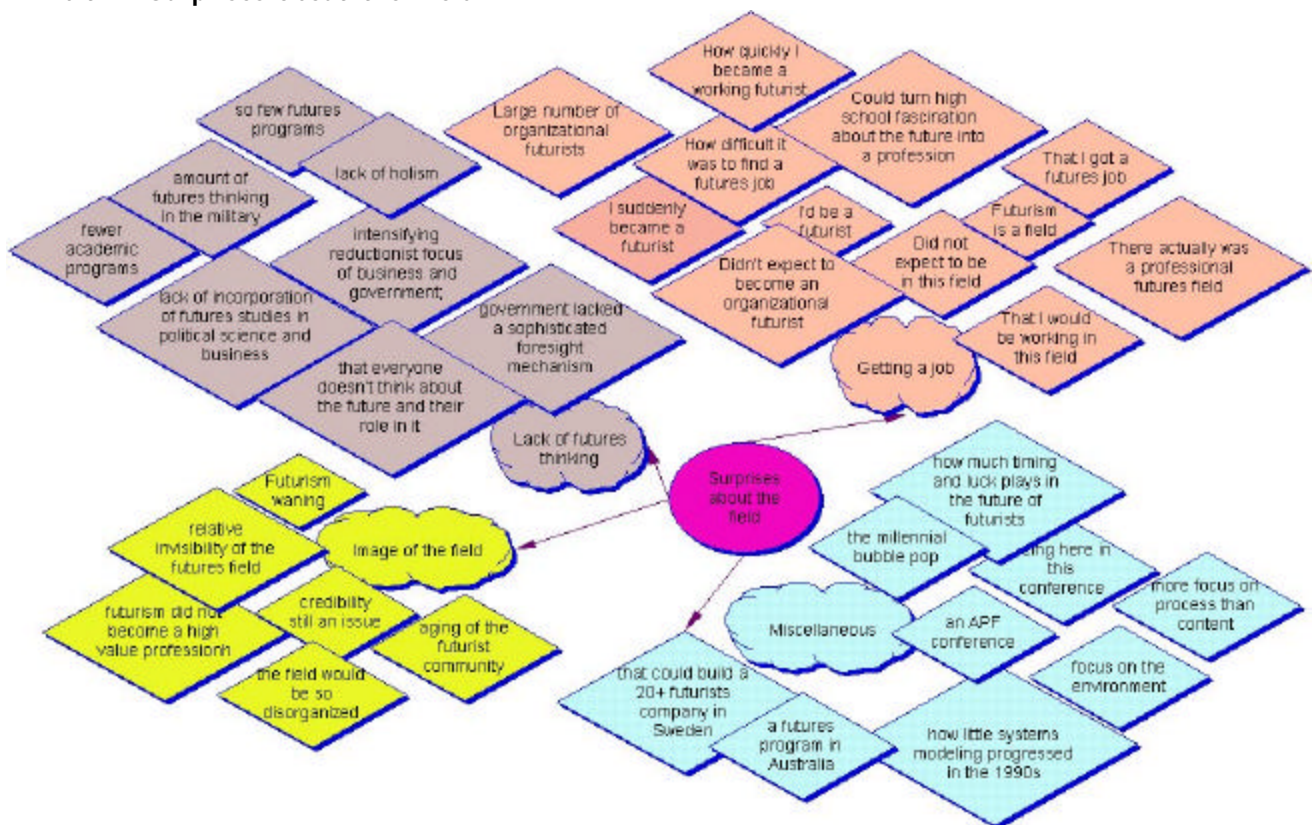 so few futures
programs
lack of holism
amount of
futures thinking
in the military
fewer
academic
programs
intensifying
reductionist focus
of business and
government;
lack of incorporation
of futures studies in
political science and
business
government lacked
a sophisticated
foresight
mechanism
that everyone
doesn't think about
the future and their
role in it
Lack of futures
thinking
Large number of
organizational
futurists
How quickly I
became a
working futurist
Could turn high
school fascination
about the future into
a profession
How difficult it
was to find a
futures job
That I got a
futures job
I suddenly
became a
futurist
I'd be a
futurist
Futurism
is a field
Did not
expect to be
in this field
There actually was
a professional
futures field
Didn't expect to
become an
organizational
futurist
That I would
be working in
this field
Getting a job
Surprises
about the
field
Futurism
waning
relative
invisibility of the
futures field
Image of the field
futurism did not
become a high
value professionh
credibility
still an issue
aging of the
futurist
community
the field would
be so
disorganized
how much timing
and luck plays in
the future of
futurists
the millennial
bubble pop
here in
this
conference
more focus on
process than
content
Miscellaneous
an APF
conference
focus on the
environment
that could build a
20+ futurists
company in
Sweden
a futures
program in
Australia
how little systems
modeling progressed
in the 1990s